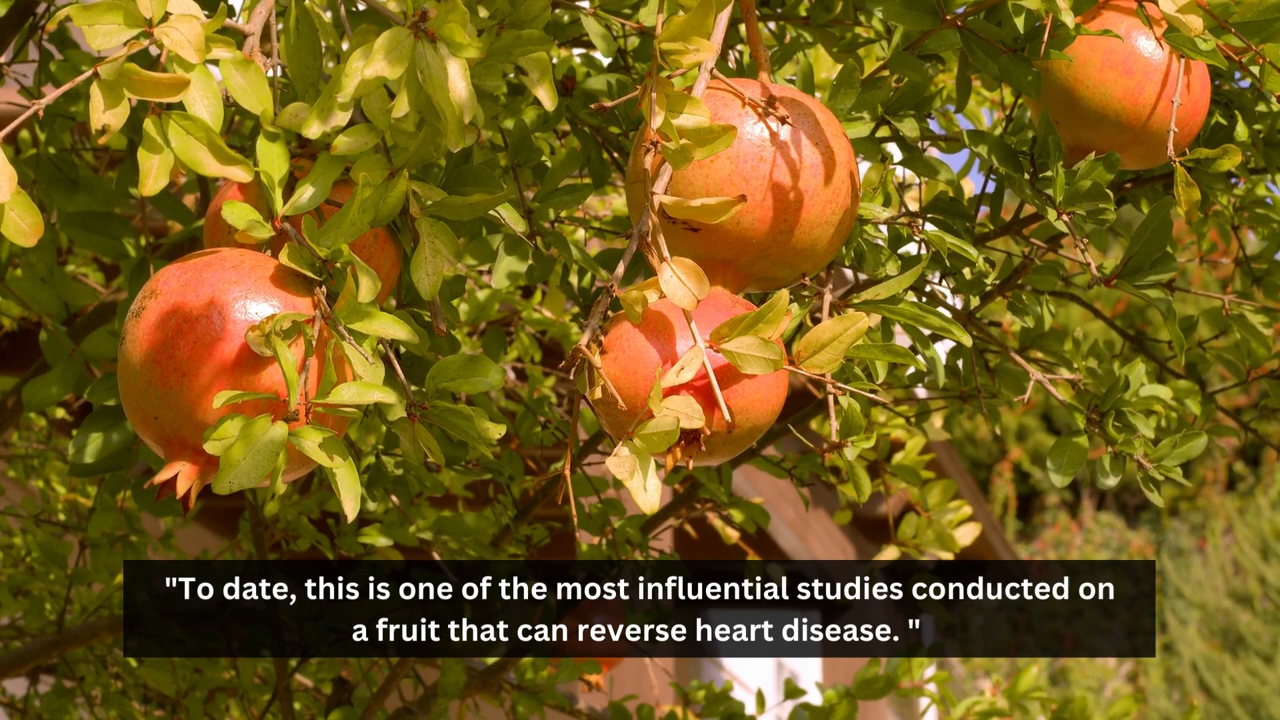 "To date, this is one of the most influential studies conducted on
a fruit that can reverse heart disease. "